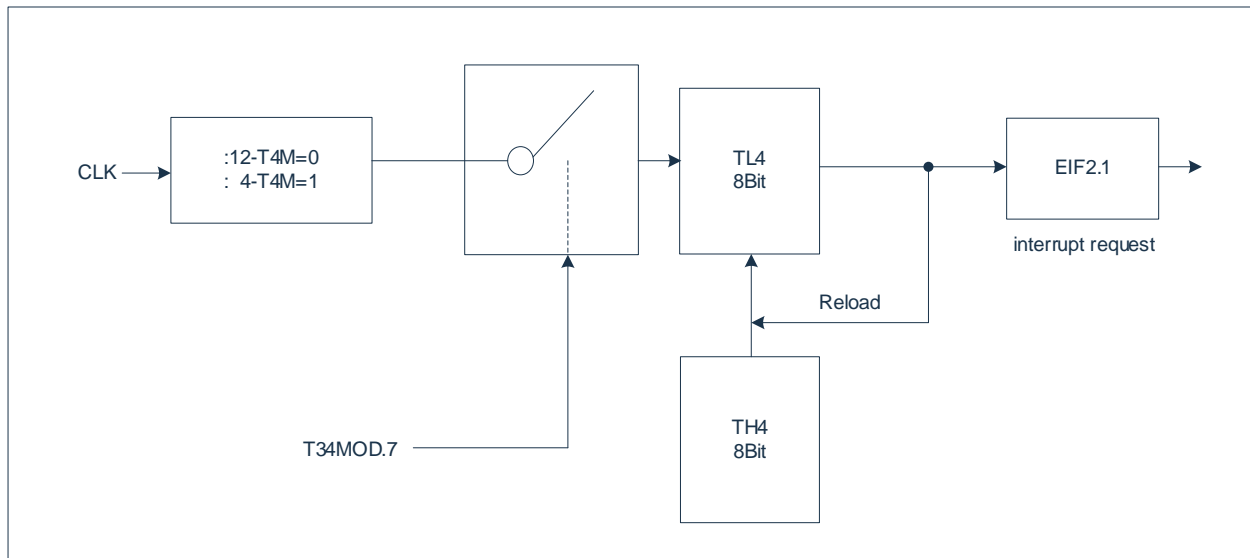 CLK
:12-T4M=0
:  4-T4M=1
TL4
8Bit
EIF2.1
interrupt request
Reload
TH4
8Bit
T34MOD.7